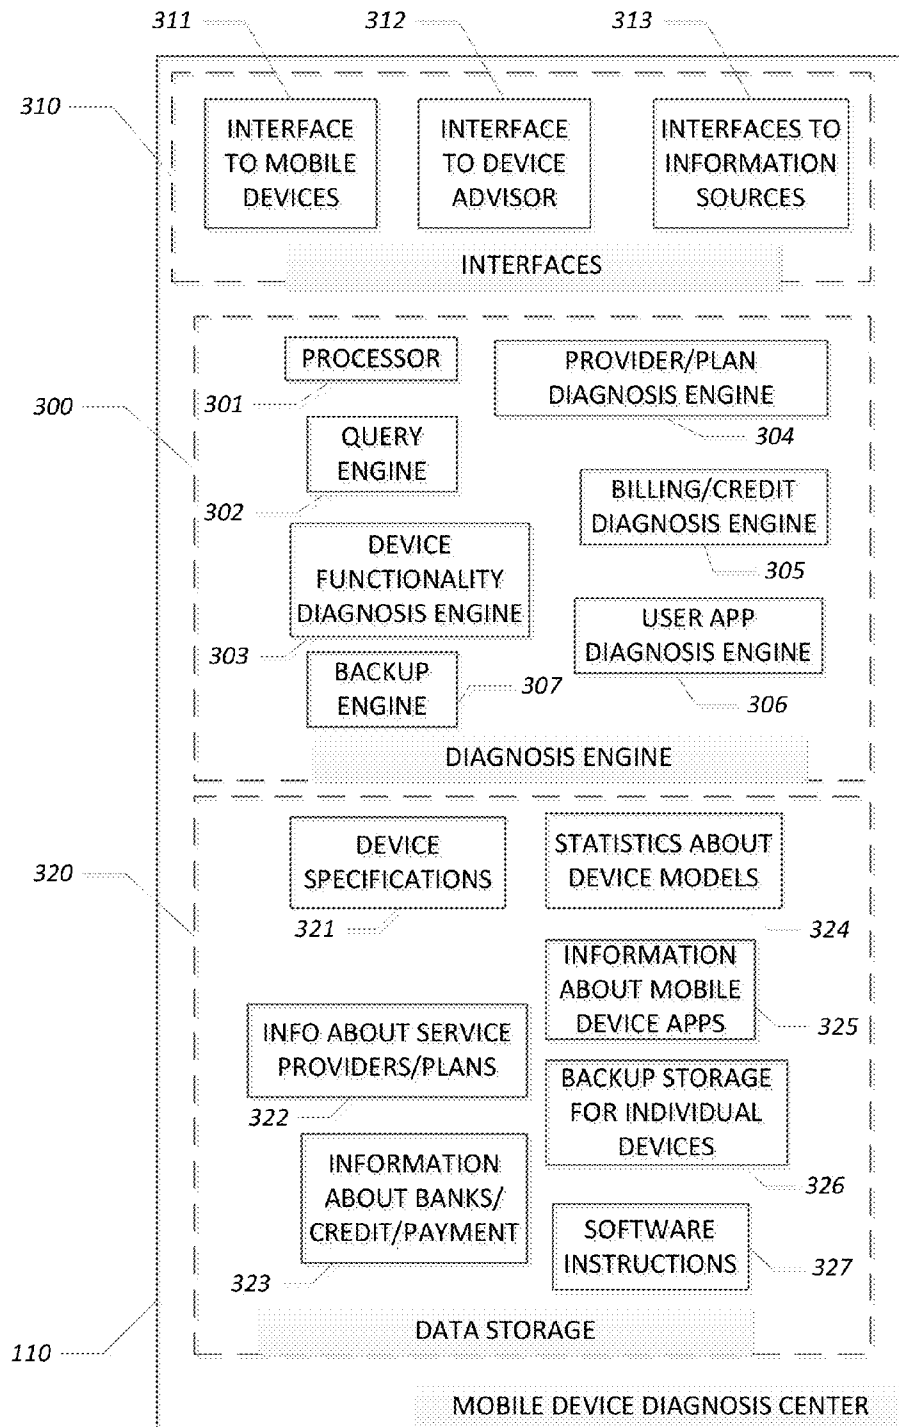 311
312
313
310
INTERFACE
TO MOBILE
DEVICES
INTERFACE
TO DEVICE
ADVISOR
INTERFACES TO
INFORMATION
SOURCES
INTERFACES
300
PROCESSOR
301
PROVIDER/PLAN
DIAGNOSIS ENGINE
304
QUERY
ENGINE
302
BILLING/CREDIT
DIAGNOSIS ENGINE
305
DEVICE
FUNCTIONALITY
DIAGNOSIS ENGINE
303
USER APP
DIAGNOSIS ENGINE
306
BACKUP
ENGINE
307
DIAGNOSIS ENGINE
320
DEVICE
SPECIFICATIONS
321
STATISTICS ABOUT
DEVICE MODELS
324
INFORMATION
ABOUT MOBILE
DEVICE APPS
325
INFO ABOUT SERVICE
PROVIDERS/PLANS
322
BACKUP STORAGE
FOR INDIVIDUAL
DEVICES
326
INFORMATION
ABOUT BANKS/
CREDIT/PAYMENT
323
SOFTWARE
INSTRUCTIONS
327
DATA STORAGE
110
MOBILE DEVICE DIAGNOSIS CENTER